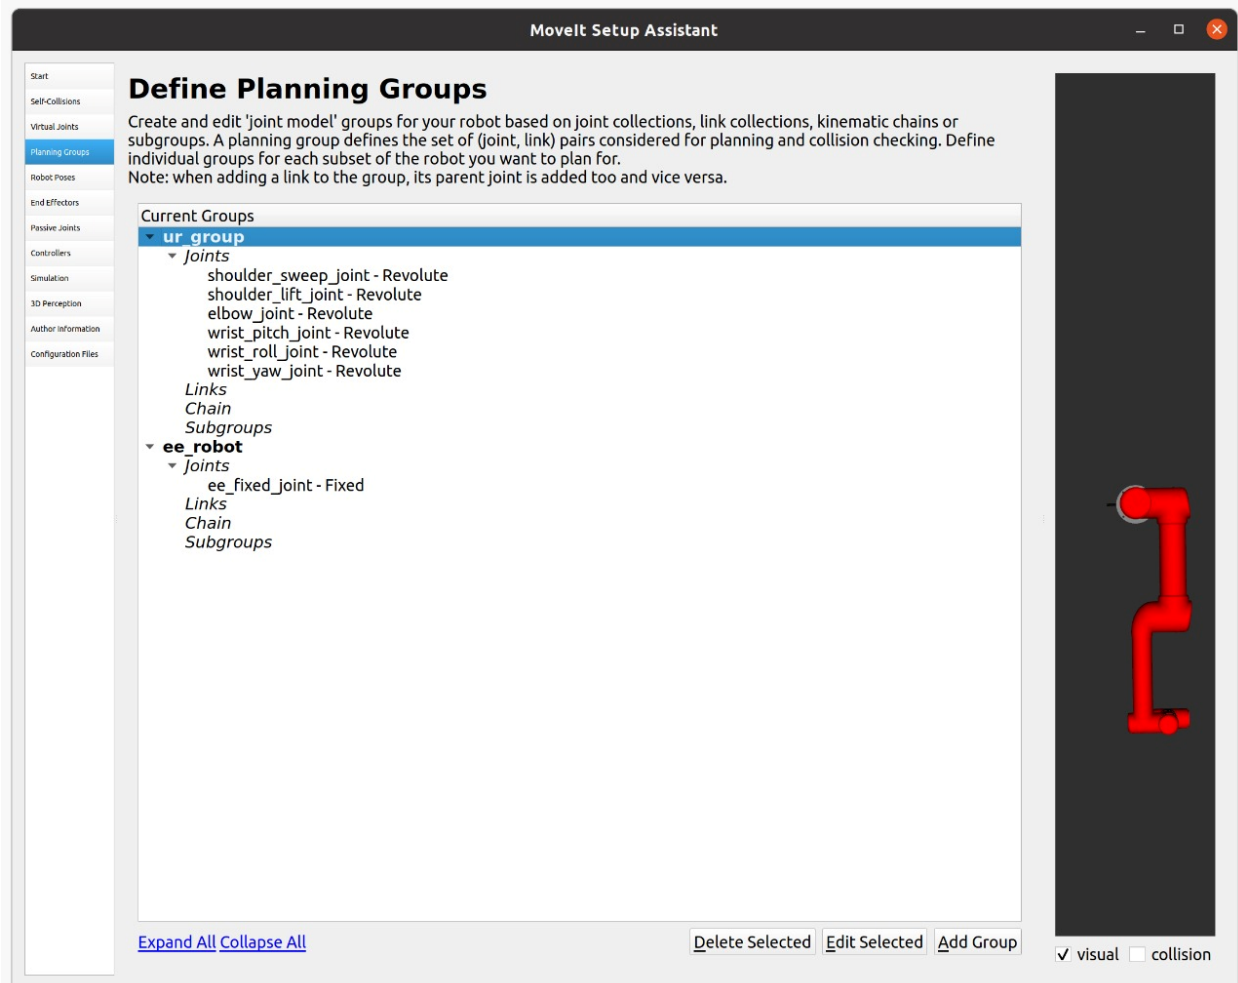 MoveIt Setup Assistant
Start
Self-Collisions
Virtual Joints
Planning Groups
Robot Poses
End Effectors
Passive Joints
Controllers
Simulation
3D Perception
Author Information
Configuration Files
Define Planning Groups
Create and edit 'joint model' groups for your robot based on joint collections, link collections, kinematic chains or
subgroups. A planning group defines the set of (joint, link) pairs considered for planning and collision checking. Define
individual groups for each subset of the robot you want to plan for.
Note: when adding a link to the group, its parent joint is added too and vice versa.
Current Groups
ur_group
Joints
shoulder_sweep_joint - Revolute
shoulder_lift_joint - Revolute
elbow_joint - Revolute
wrist_pitch_joint - Revolute
wrist_roll_joint - Revolute
wrist_yaw_joint - Revolute
Links
Chain
Subgroups
ee_robot
Joints
ee_fixed_joint - Fixed
Links
Chain
Subgroups
Expand All Collapse All
Delete Selected Edit Selected Add Group
visual collision